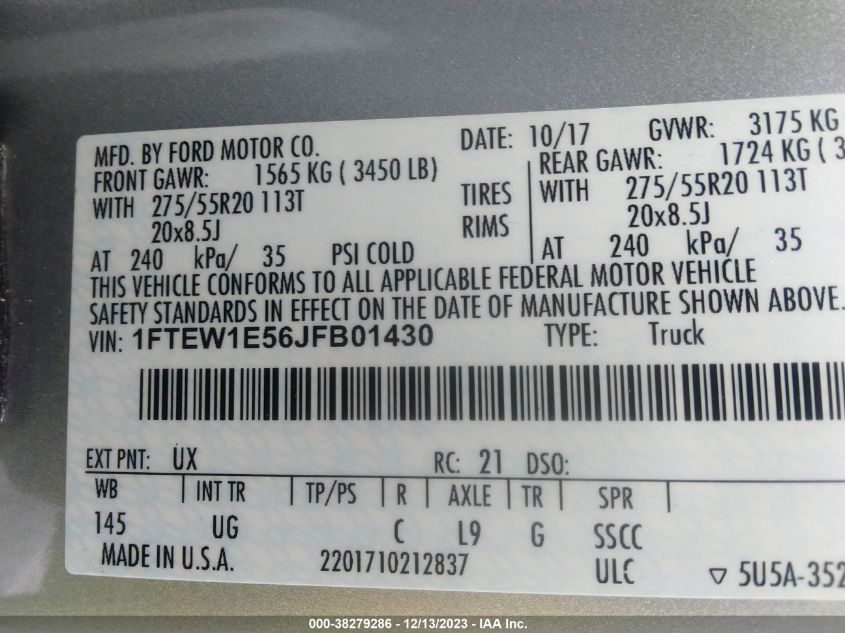 MFD. BY FORD MOTOR CO. DATE: 10/17 GVWR: 3175 KG
FRONT GAWR: 1565 KG ( 3450 LB) REAR GAWR: 1724 KG ( 3
WITH 275/55R20 113T TIRES WITH 275/55R20 113T
20x8.5J RIMS 20x8.5J
AT 240 kPa/ 35 PSI COLD AT 240 kPa/ 35
THIS VEHICLE CONFORMS TO ALL APPLICABLE FEDERAL MOTOR VEHICLE
SAFETY STANDARDS IN EFFECT ON THE DATE OF MANUFACTURE SHOWN ABOVE.
VIN: 1FTEW1E56JFB01430 TYPE: Truck
EXT PNT: UX RC: 21 DSO:
WB INT TR TP/PS R AXLE TR SPR
145 UG C L9 G SSCC
MADE IN U.S.A. 2201710212837 ULC ▽ 5U5A-352
000-38279286 - 12/13/2023 - IAA Inc.